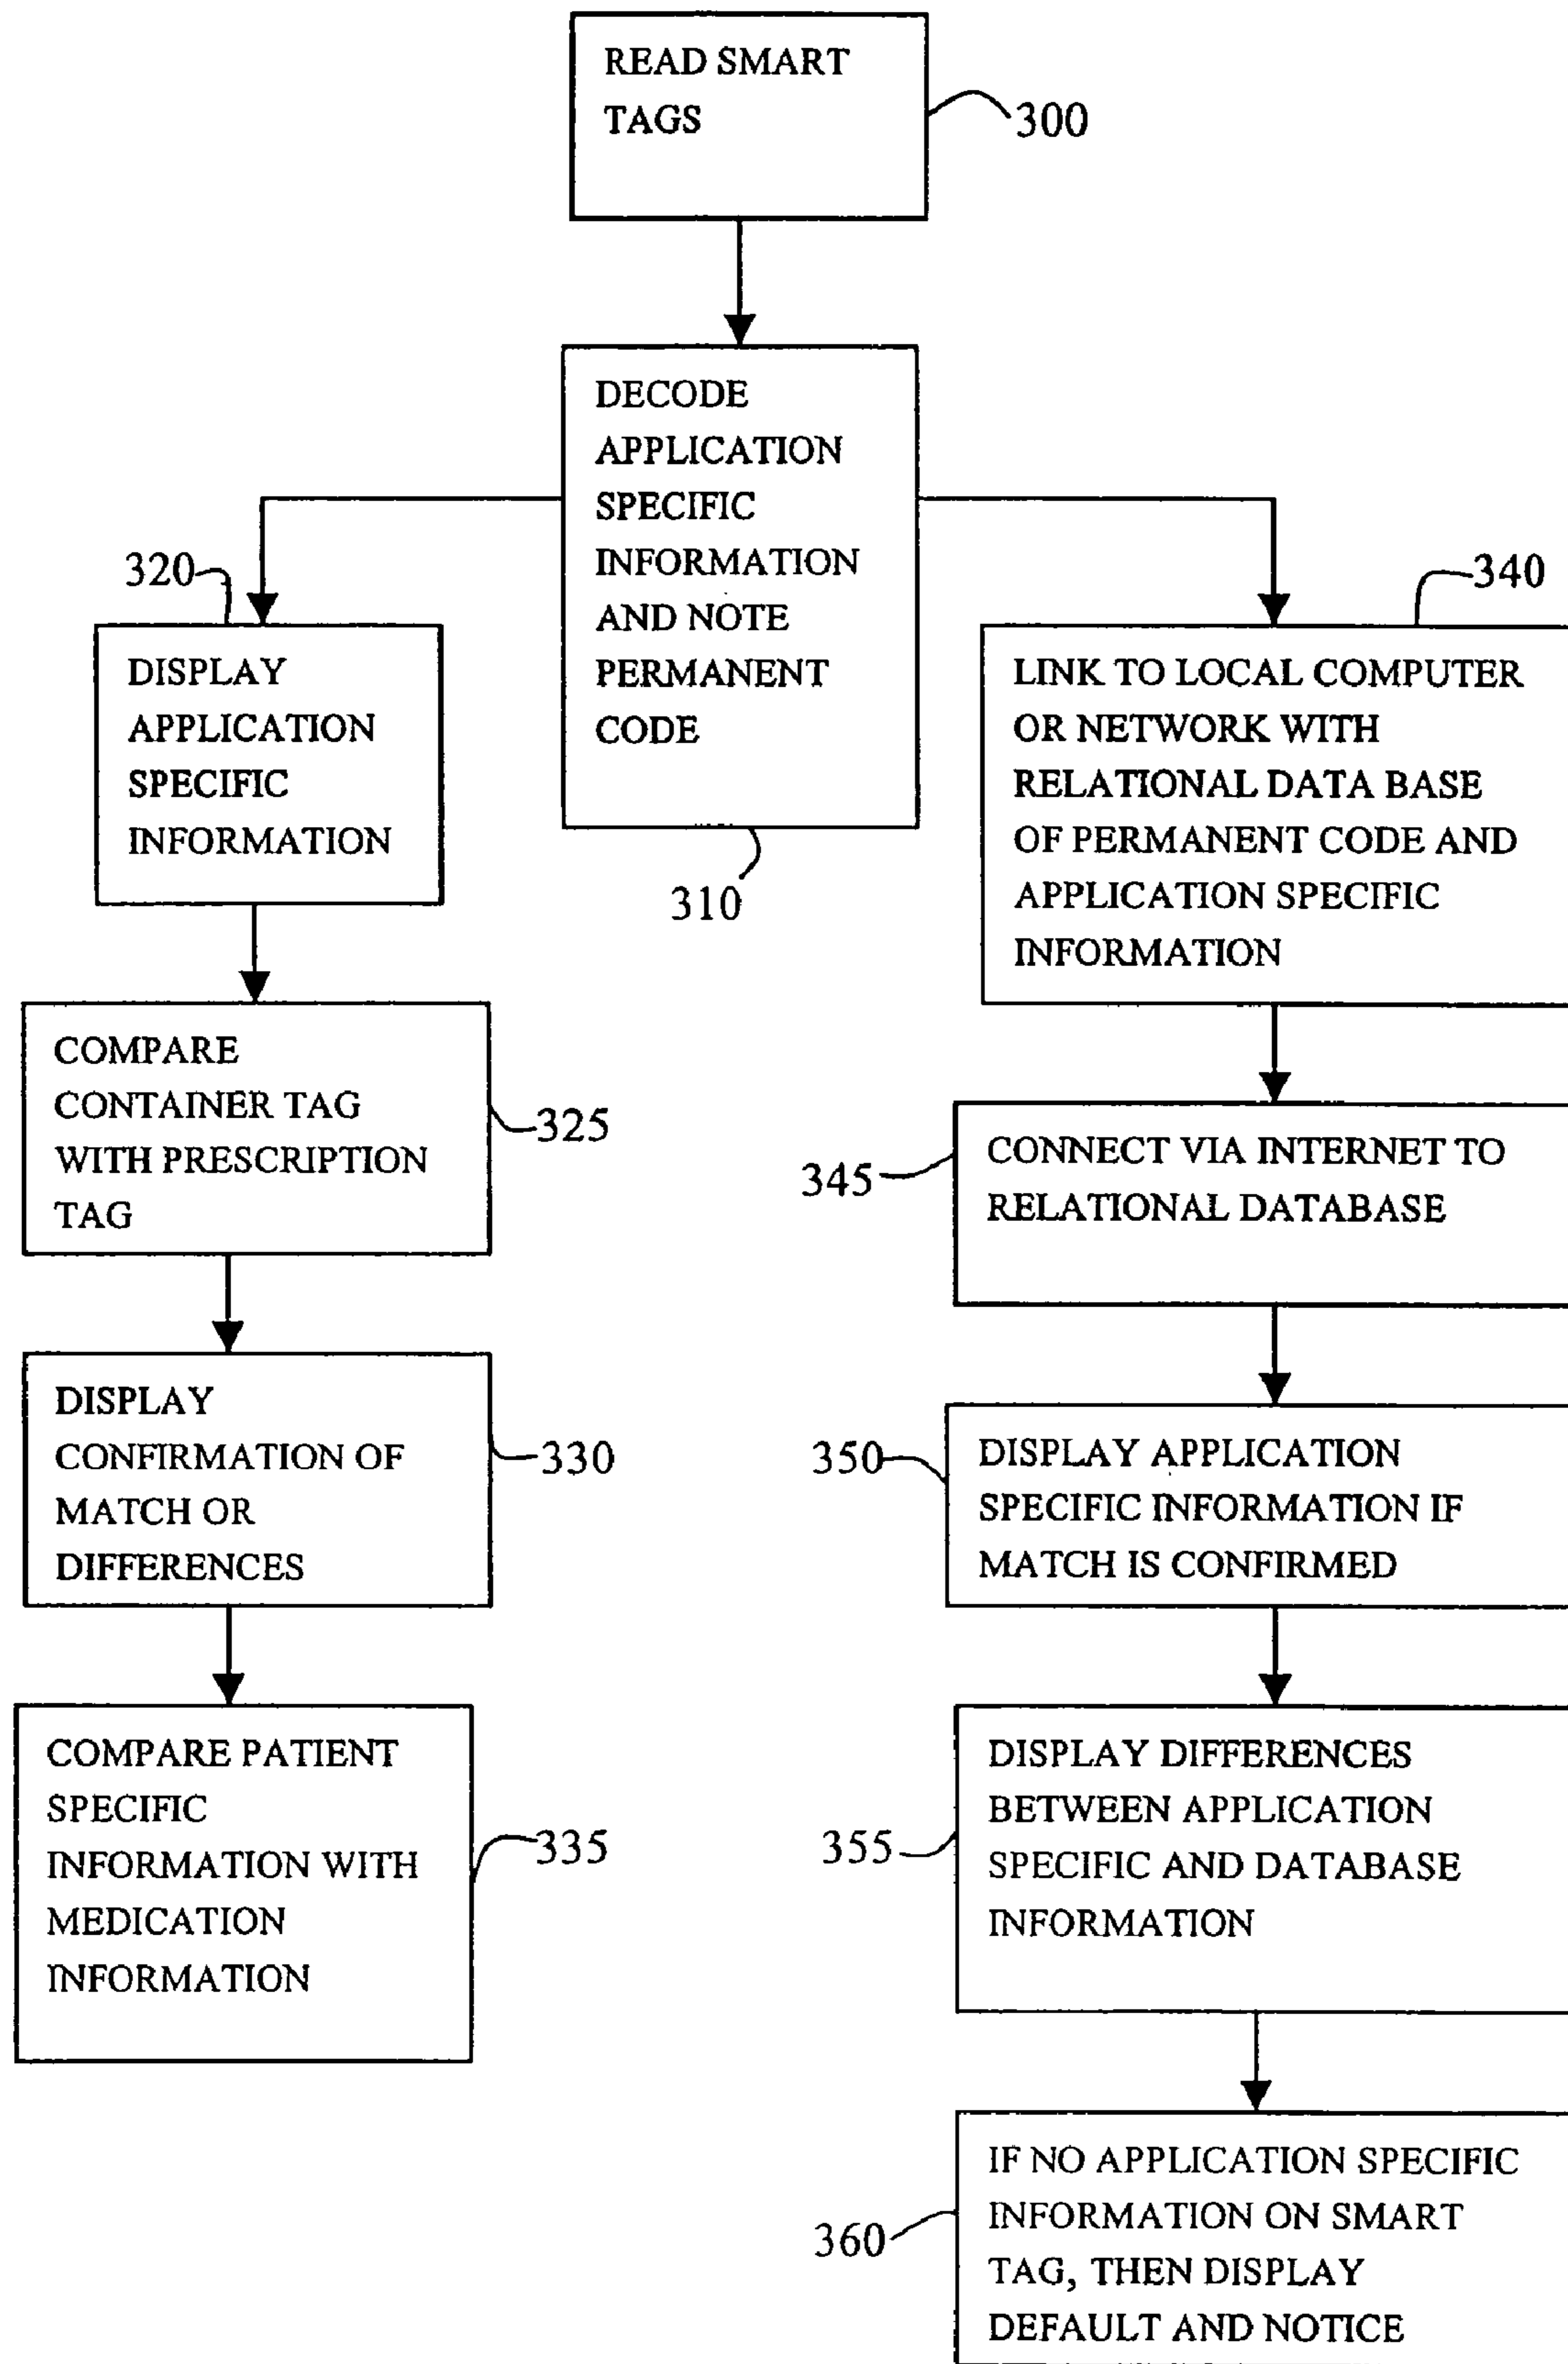 READ SMART
TAGS
300
DECODE
APPLICATION
SPECIFIC
INFORMATION
AND NOTE
PERMANENT
CODE
310
320
DISPLAY
APPLICATION
SPECIFIC
INFORMATION
COMPARE
CONTAINER TAG
WITH PRESCRIPTION
TAG
325
DISPLAY
CONFIRMATION OF
MATCH OR
DIFFERENCES
330
COMPARE PATIENT
SPECIFIC
INFORMATION WITH
MEDICATION
INFORMATION
335
340
LINK TO LOCAL COMPUTER
OR NETWORK WITH
RELATIONAL DATA BASE
OF PERMANENT CODE AND
APPLICATION SPECIFIC
INFORMATION
345
CONNECT VIA INTERNET TO
RELATIONAL DATABASE
350
DISPLAY APPLICATION
SPECIFIC INFORMATION IF
MATCH IS CONFIRMED
355
DISPLAY DIFFERENCES
BETWEEN APPLICATION
SPECIFIC AND DATABASE
INFORMATION
360
IF NO APPLICATION SPECIFIC
INFORMATION ON SMART
TAG, THEN DISPLAY
DEFAULT AND NOTICE